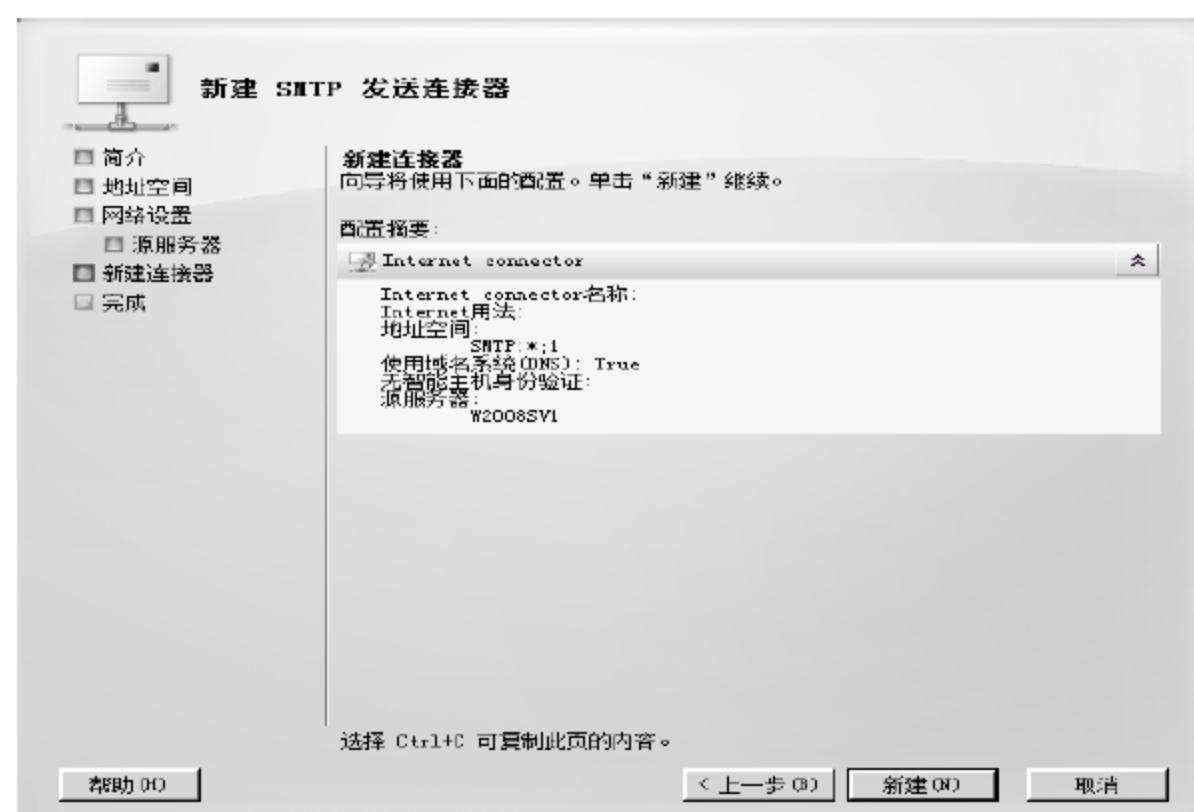 新建 SMTP 发送连接器
简介
地址空间
网络设置
源服务器
新建连接器
完成
新建连接器
向导将使用下面的配置。单击“新建”继续。
配置摘要:
Internet connector
Internet connector名称:
Internet用法:
地址空间:
SMTP:*;1
使用域名系统(DNS): True
无智能主机身份验证:
源服务器:
W2008SV1
选择 Ctrl+C 可复制此页的内容。
帮助(H)
< 上一步(B)
新建(N)
取消